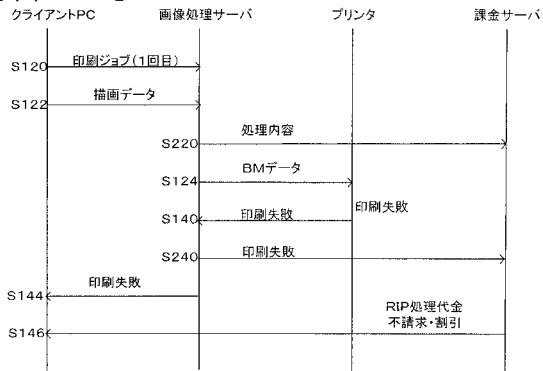 クライアントPC 画像処理サーバ プリンタ 課金サーバ
S120 印刷ジョブ(1回目)
S122 描画データ
S220 処理内容
S124 BMデータ
印刷失敗
S140 印刷失敗
S240 印刷失敗
S144 印刷失敗
RIP処理代金
S146 不請求・割引